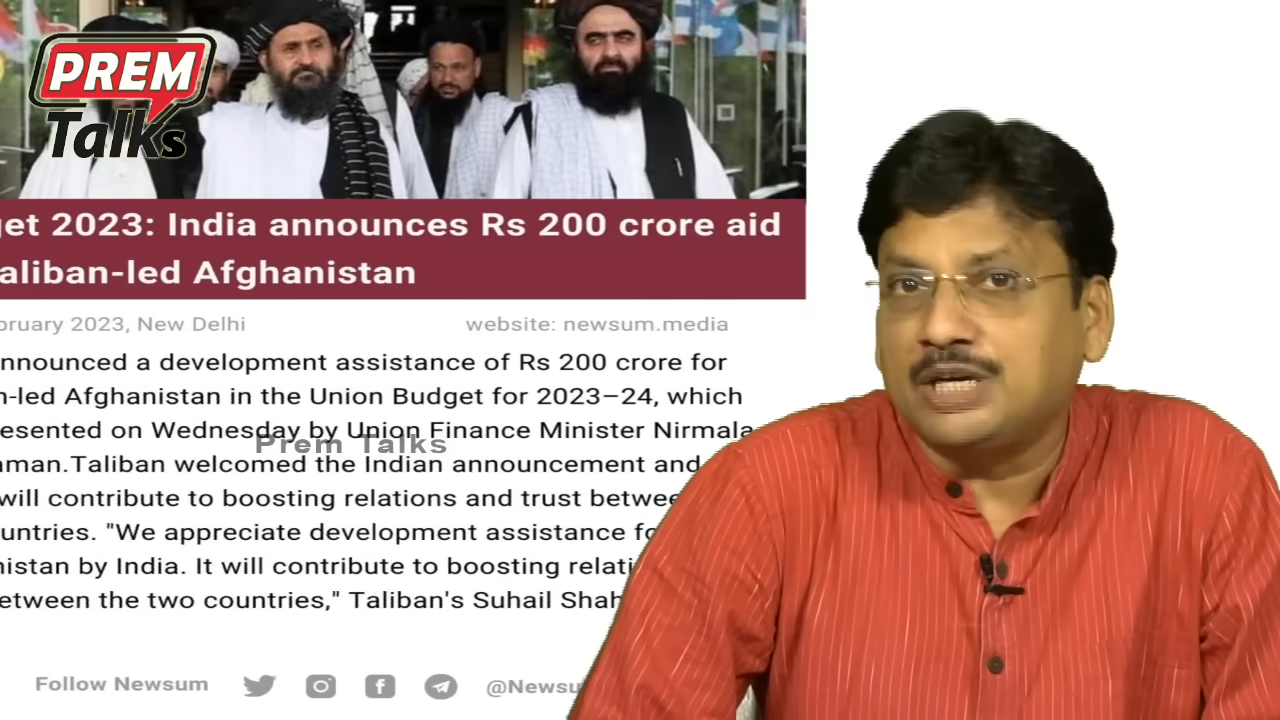 PREM
Talks
get 2023: India announces Rs 200 crore aid
aliban-led Afghanistan
bruary 2023, New Delhi
website: newsum.media
nnounced a development assistance of Rs 200 crore for
n-led Afghanistan in the Union Budget for 2023–24, which
esented on Wednesday by Union Finance Minister Nirmala
aman.Taliban welcomed the Indian announcement and
will contribute to boosting relations and trust betwee
untries. "We appreciate development assistance fo
nistan by India. It will contribute to boosting relati
etween the two countries," Taliban's Suhail Shah
Prem Talks
Follow Newsum
@Newsu